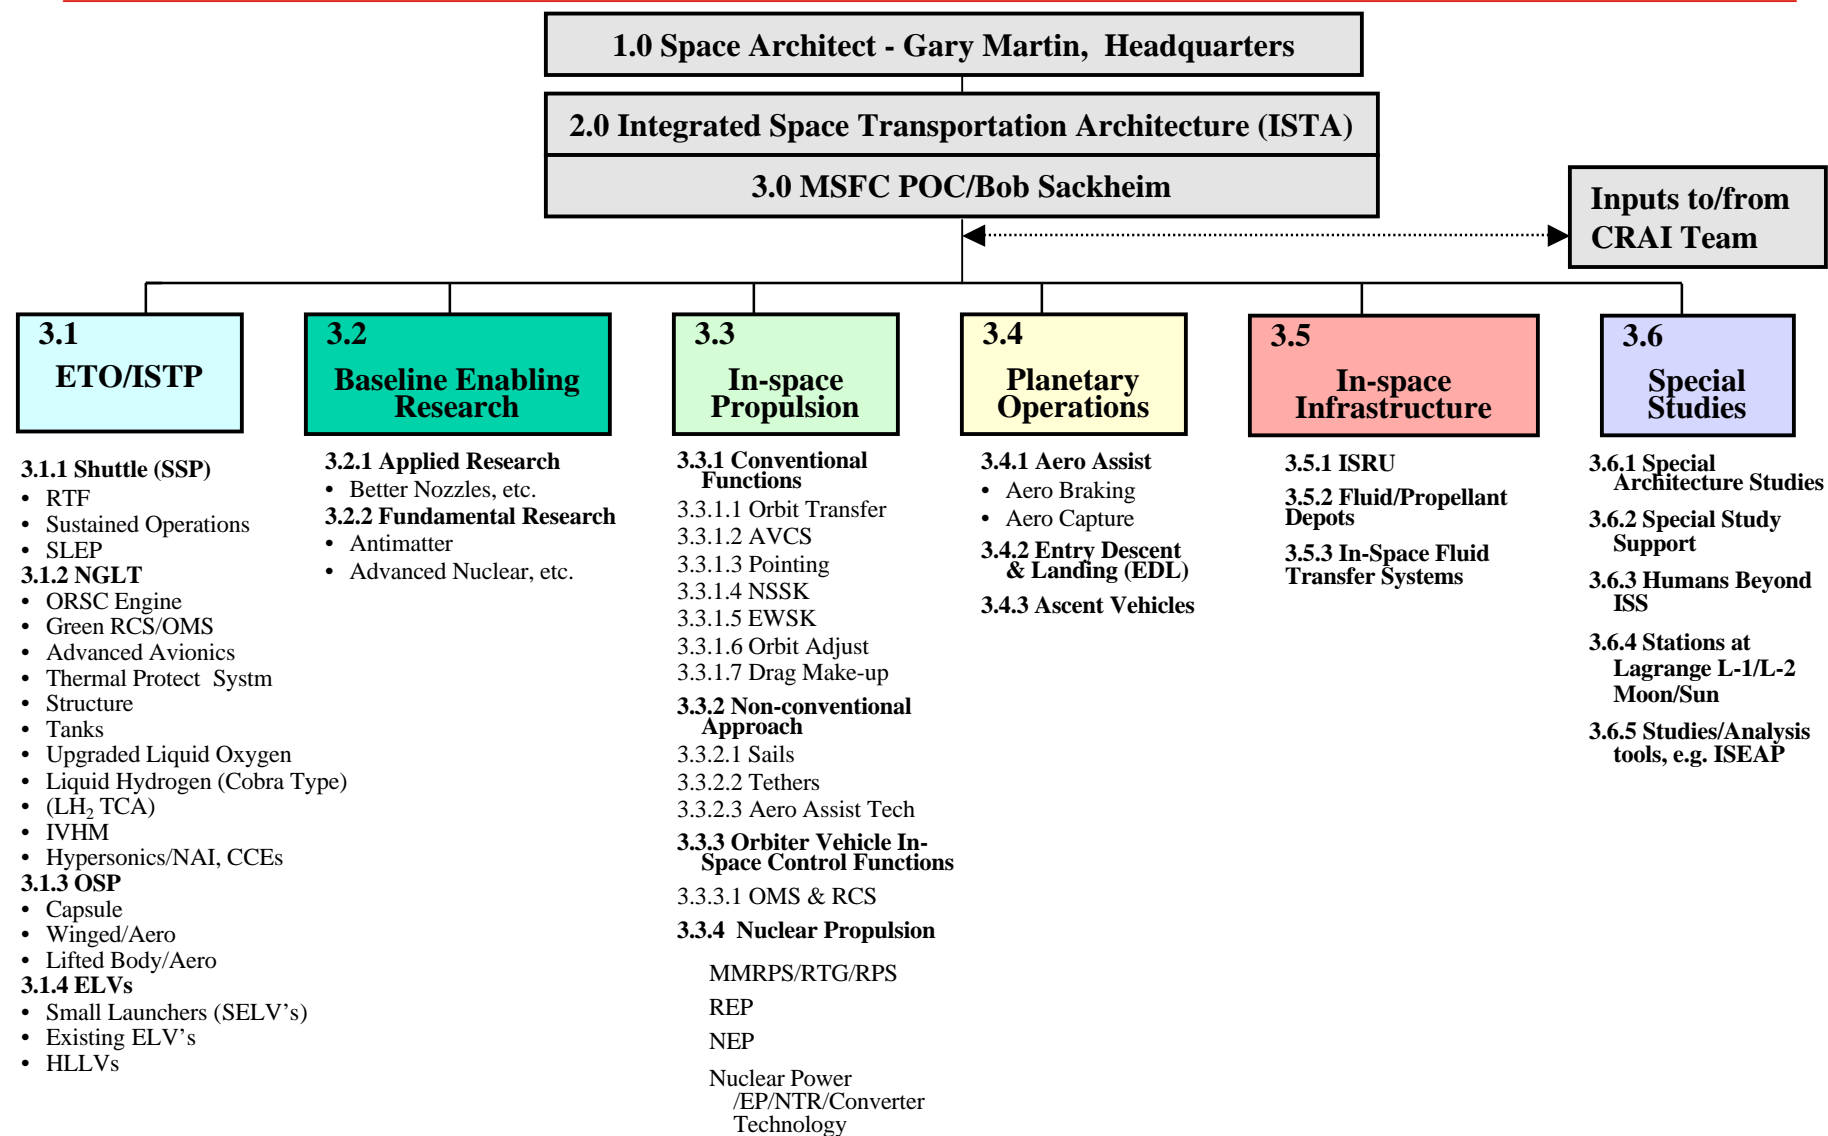 1.0 Space Architect - Gary Martin, Headquarters
2.0 Integrated Space Transportation Architecture (ISTA)
3.0 MSFC POC/Bob Sackheim
Inputs to/from
CRAI Team
3.1
ETO/ISTP
3.1.1 Shuttle (SSP)
• RTF
• Sustained Operations
• SLEP
3.1.2 NGLT
• ORSC Engine
• Green RCS/OMS
• Advanced Avionics
• Thermal Protect Systm
• Structure
• Tanks
• Upgraded Liquid Oxygen
• Liquid Hydrogen (Cobra Type)
• (LH2 TCA)
• IVHM
• Hypersonics/NAI, CCEs
3.1.3 OSP
• Capsule
• Winged/Aero
• Lifted Body/Aero
3.1.4 ELVs
• Small Launchers (SELV’s)
• Existing ELV’s
• HLLVs
3.2
Baseline Enabling
Research
3.2.1 Applied Research
• Better Nozzles, etc.
3.2.2 Fundamental Research
• Antimatter
• Advanced Nuclear, etc.
3.3
In-space
Propulsion
3.3.1 Conventional
Functions
3.3.1.1 Orbit Transfer
3.3.1.2 AVCS
3.3.1.3 Pointing
3.3.1.4 NSSK
3.3.1.5 EWSK
3.3.1.6 Orbit Adjust
3.3.1.7 Drag Make-up
3.3.2 Non-conventional
Approach
3.3.2.1 Sails
3.3.2.2 Tethers
3.3.2.3 Aero Assist Tech
3.3.3 Orbiter Vehicle In-
Space Control Functions
3.3.3.1 OMS & RCS
3.3.4 Nuclear Propulsion
MMRPS/RTG/RPS
REP
NEP
Nuclear Power
/EP/NTR/Converter
Technology
3.4
Planetary
Operations
3.4.1 Aero Assist
• Aero Braking
• Aero Capture
3.4.2 Entry Descent
& Landing (EDL)
3.4.3 Ascent Vehicles
3.5
In-space
Infrastructure
3.5.1 ISRU
3.5.2 Fluid/Propellant
Depots
3.5.3 In-Space Fluid
Transfer Systems
3.6
Special
Studies
3.6.1 Special
Architecture Studies
3.6.2 Special Study
Support
3.6.3 Humans Beyond
ISS
3.6.4 Stations at
Lagrange L-1/L-2
Moon/Sun
3.6.5 Studies/Analysis
tools, e.g. ISEAP